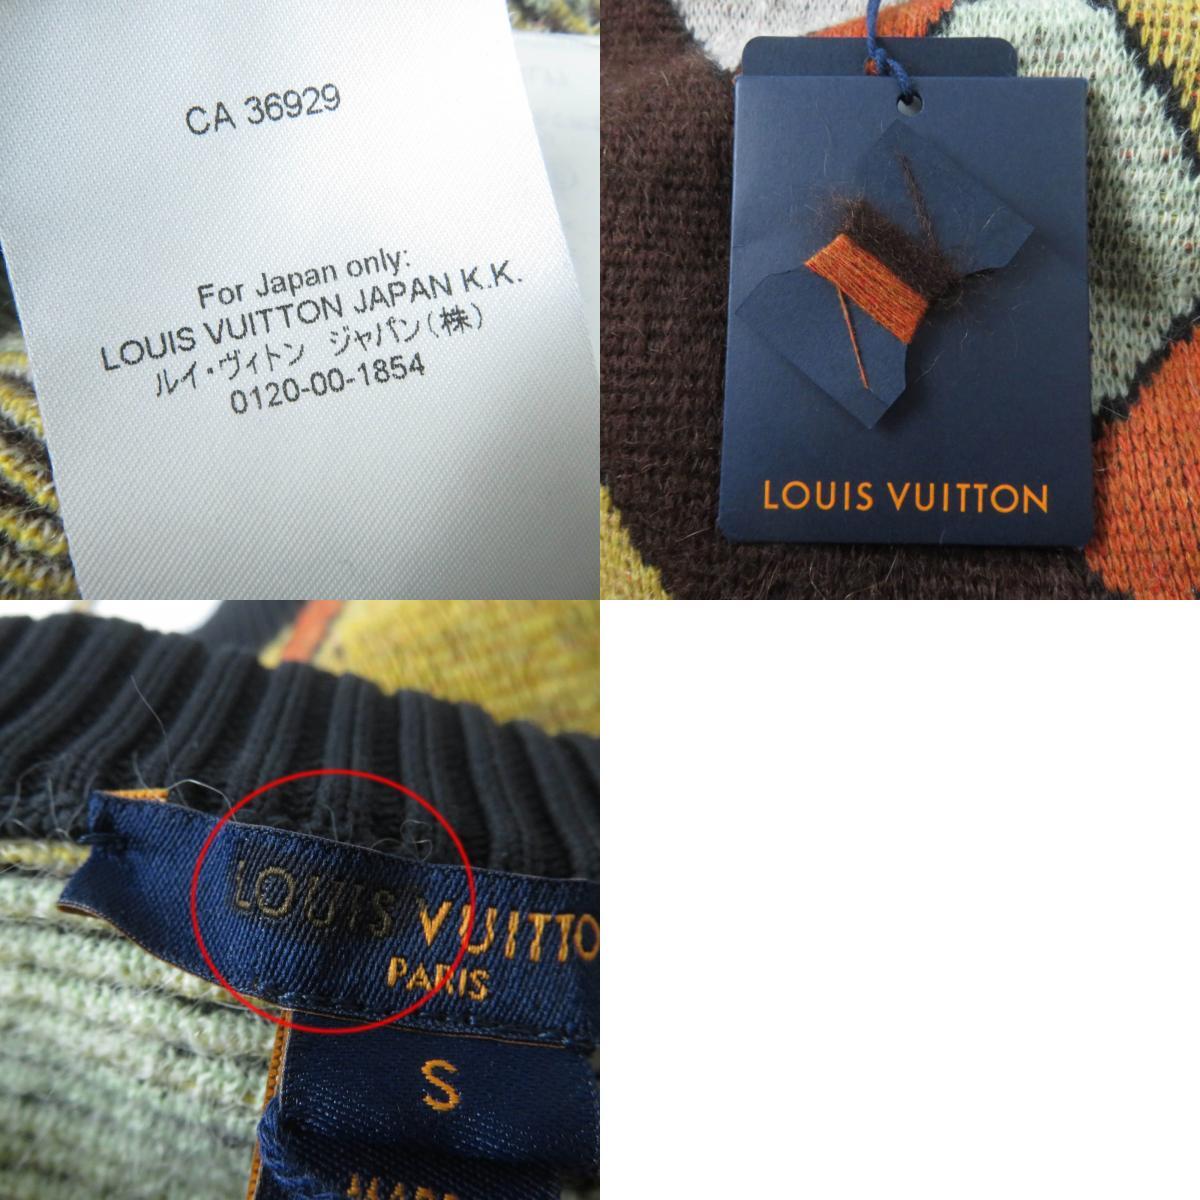 CA 36929
For Japan only:
LOUIS VUITTON JAPAN K.K.
ルイ・ヴィトン ジャパン(株)
0120-00-1854
LOUIS VUITTON
LOUIS VUITTO
PARIS
S